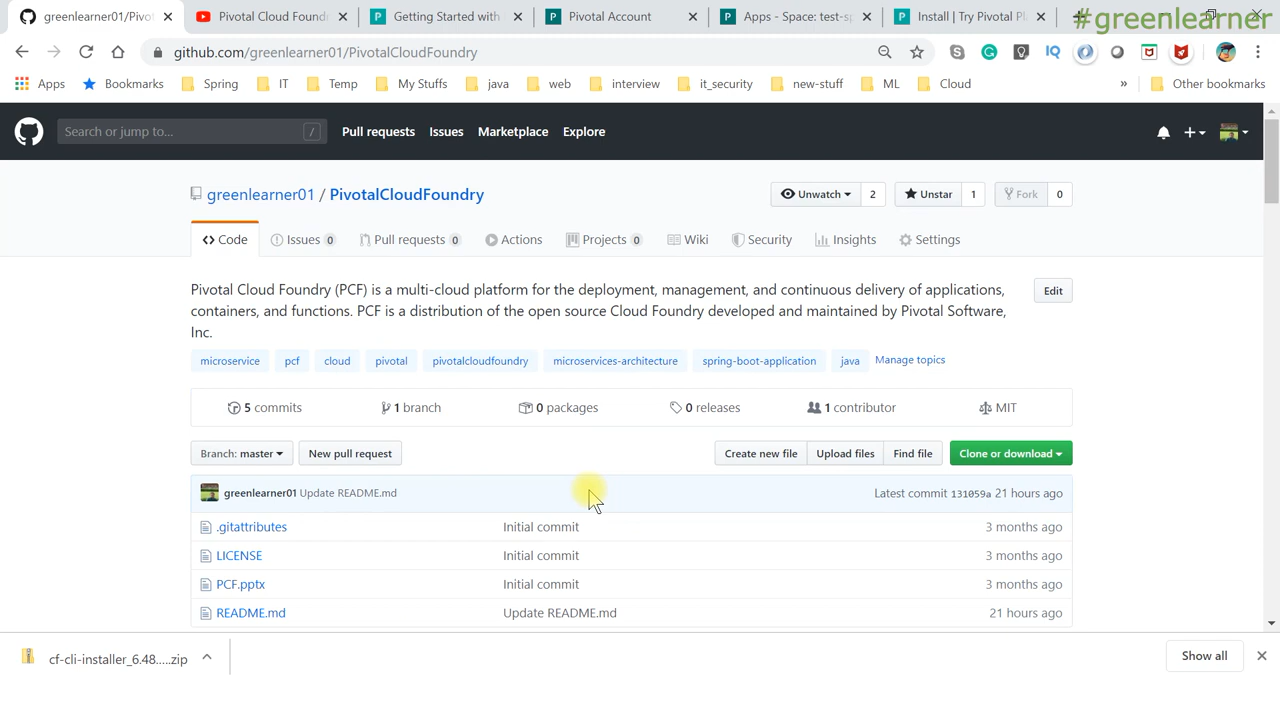 greenlearner01/Pivo
Pivotal Cloud Found
Getting Started with
Pivotal Account
Apps - Space: test-s
Install | Try Pivotal Pl
#greenlearner
github.com/greenlearner01/PivotalCloudFoundry
Apps
Bookmarks
Spring
IT
Temp
My Stuffs
java
web
interview
it_security
new-stuff
ML
Cloud
»
Other bookmarks
Search or jump to...
/
Pull requests
Issues
Marketplace
Explore
greenlearner01 / PivotalCloudFoundry
Unwatch 2
Unstar 1
Fork 0
Code
Issues 0
Pull requests 0
Actions
Projects 0
Wiki
Security
Insights
Settings
Pivotal Cloud Foundry (PCF) is a multi-cloud platform for the deployment, management, and continuous delivery of applications,
containers, and functions. PCF is a distribution of the open source Cloud Foundry developed and maintained by Pivotal Software,
Inc.
Edit
microservice
pcf
cloud
pivotal
pivotalcloudfoundry
microservices-architecture
spring-boot-application
java
Manage topics
5 commits
1 branch
0 packages
0 releases
1 contributor
MIT
Branch: master
New pull request
Create new file
Upload files
Find file
Clone or download
greenlearner01 Update README.md
Latest commit 131059a 21 hours ago
.gitattributes
Initial commit
3 months ago
LICENSE
Initial commit
3 months ago
PCF.pptx
Initial commit
3 months ago
README.md
Update README.md
21 hours ago
cf-cli-installer_6.48.....zip
Show all